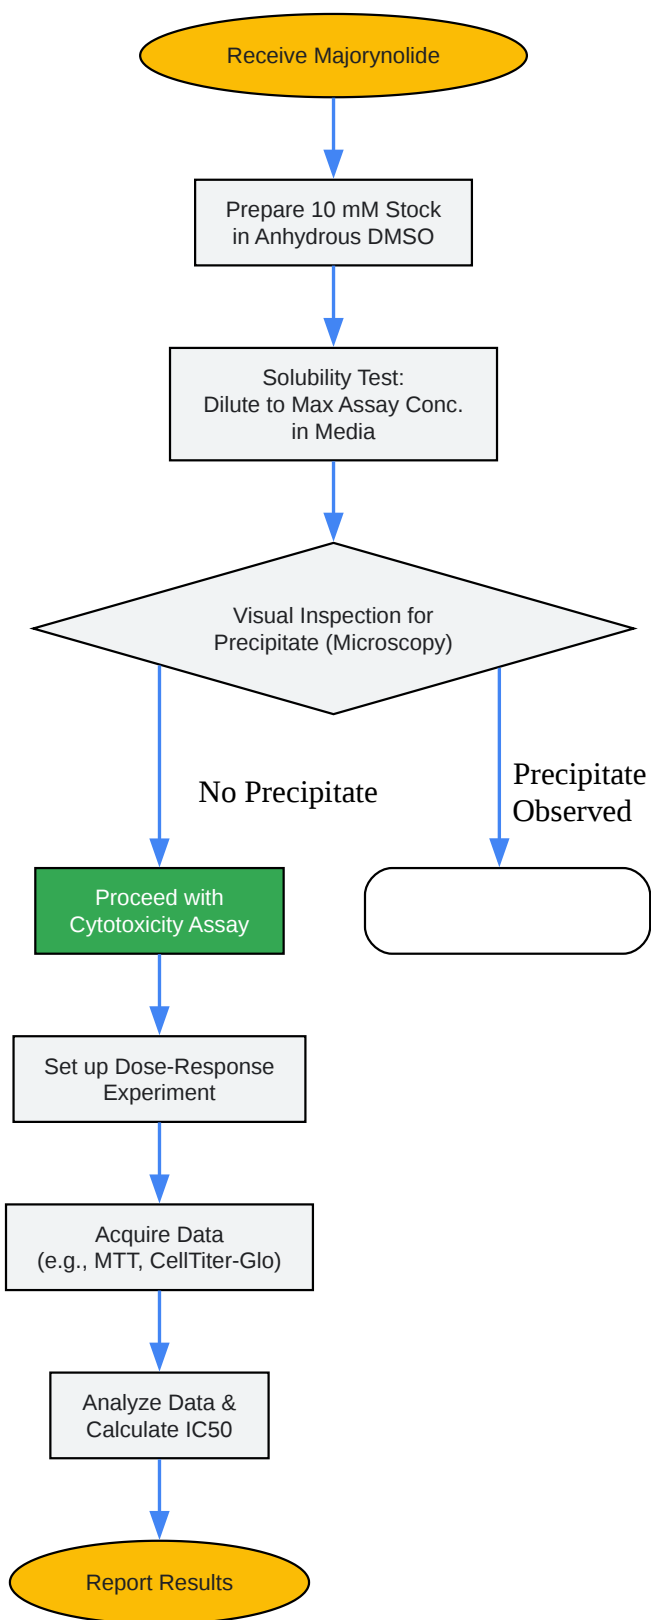 Receive Majorynolide
Prepare 10 mM Stock
in Anhydrous DMSO
Solubility Test:
Dilute to Max Assay Conc.
in Media
Visual Inspection for
Precipitate (Microscopy)
No Precipitate
Precipitate
Observed
Proceed with
Cytotoxicity Assay
Set up Dose-Response
Experiment
Acquire Data
(e.g., MTT, CellTiter-Glo)
Analyze Data &
Calculate IC50
Report Results